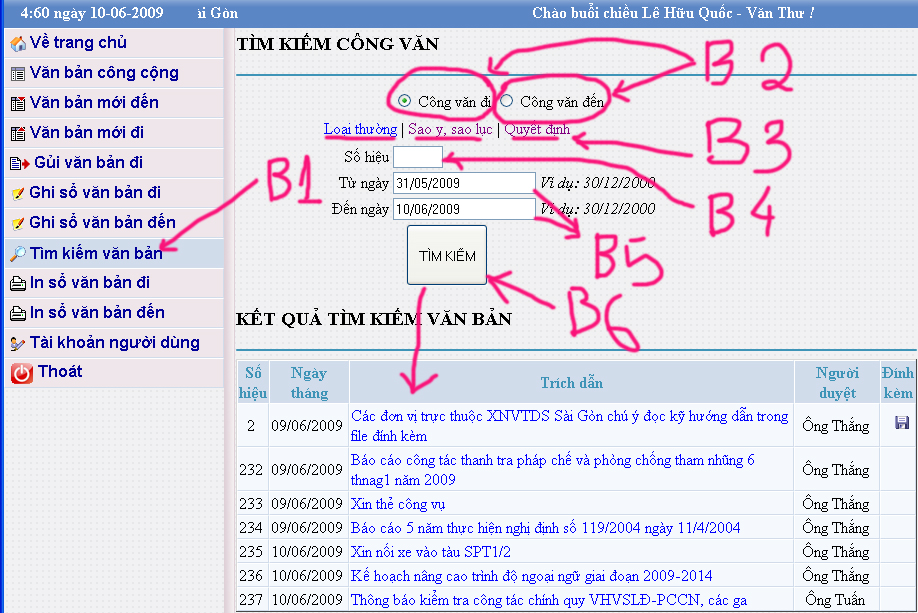 4:60 ngày 10-06-2009 ài Gòn Chào buổi chiều Lê Hữu Quốc - Văn Thư !
Về trang chủ
Văn bản công cộng
Văn bản mới đến
Văn bản mới đi
Gủi văn bản đi
Ghi sổ văn bản đi
Ghi sổ văn bản đến
Tìm kiếm văn bản
In sổ văn bản đi
In sổ văn bản đến
Tài khoản người dùng
Thoát
B1
TÌM KIẾM CÔNG VĂN
B2
Công văn đi Công văn đến
Loại thường | Sao y, sao lục | Quyết định
B3
Số hiệu
B4
Từ ngày 31/05/2009 Ví dụ: 30/12/2000
Đến ngày 10/06/2009 Ví dụ: 30/12/2000
B5
TÌM KIẾM
B6
KẾT QUẢ TÌM KIẾM VĂN BẢN
Số hiệu Ngày tháng Trích dẫn Người duyệt Đính kèm
2 09/06/2009 Các đơn vị trực thuộc XNVTDS Sài Gòn chú ý đọc kỹ hướng dẫn trong Ông Thắng
file đính kèm
232 09/06/2009 Báo cáo công tác thanh tra pháp chế và phòng chống tham nhũng 6 Ông Thắng
thnag1 năm 2009
233 09/06/2009 Xin thẻ công vụ Ông Thắng
234 09/06/2009 Báo cáo 5 năm thực hiện nghị định số 119/2004 ngày 11/4/2004 Ông Thắng
235 10/06/2009 Xin nối xe vào tàu SPT1/2 Ông Thắng
236 10/06/2009 Kế hoạch nâng cao trình độ ngoại ngữ giai đoạn 2009-2014 Ông Thắng
237 10/06/2009 Thông báo kiểm tra công tác chính quy VHVSLĐ-PCCN, các ga Ông Tuấn